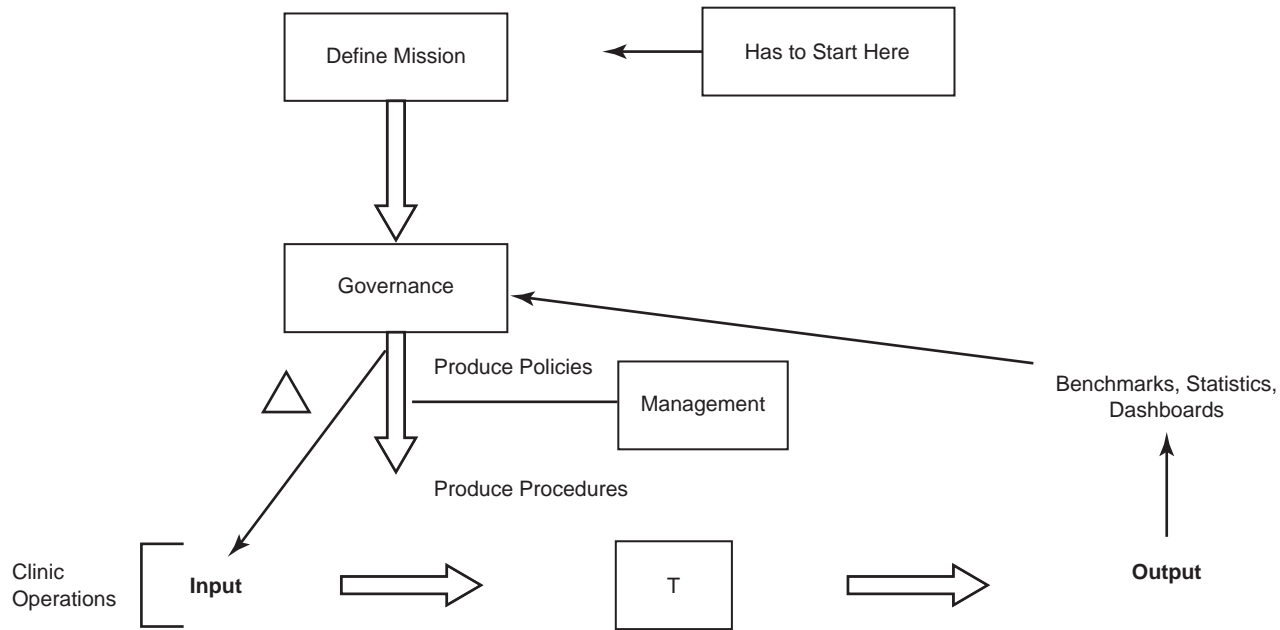 Define Mission
Has to Start Here
Governance
Produce Policies
Management
Benchmarks, Statistics,
Dashboards
Produce Procedures
Clinic
Operations
Input
T
Output